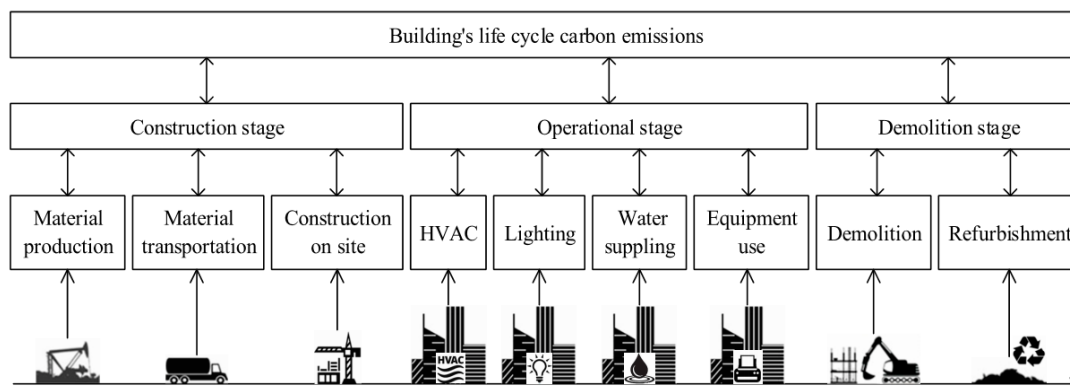 Building's life cycle carbon emissions
Construction stage
Operational stage
Demolition stage
Material
production
Material
transportation
Construction
on site
HVAC
Lighting
Water
suppling
Equipment
use
Demolition
Refurbishment
HVAC